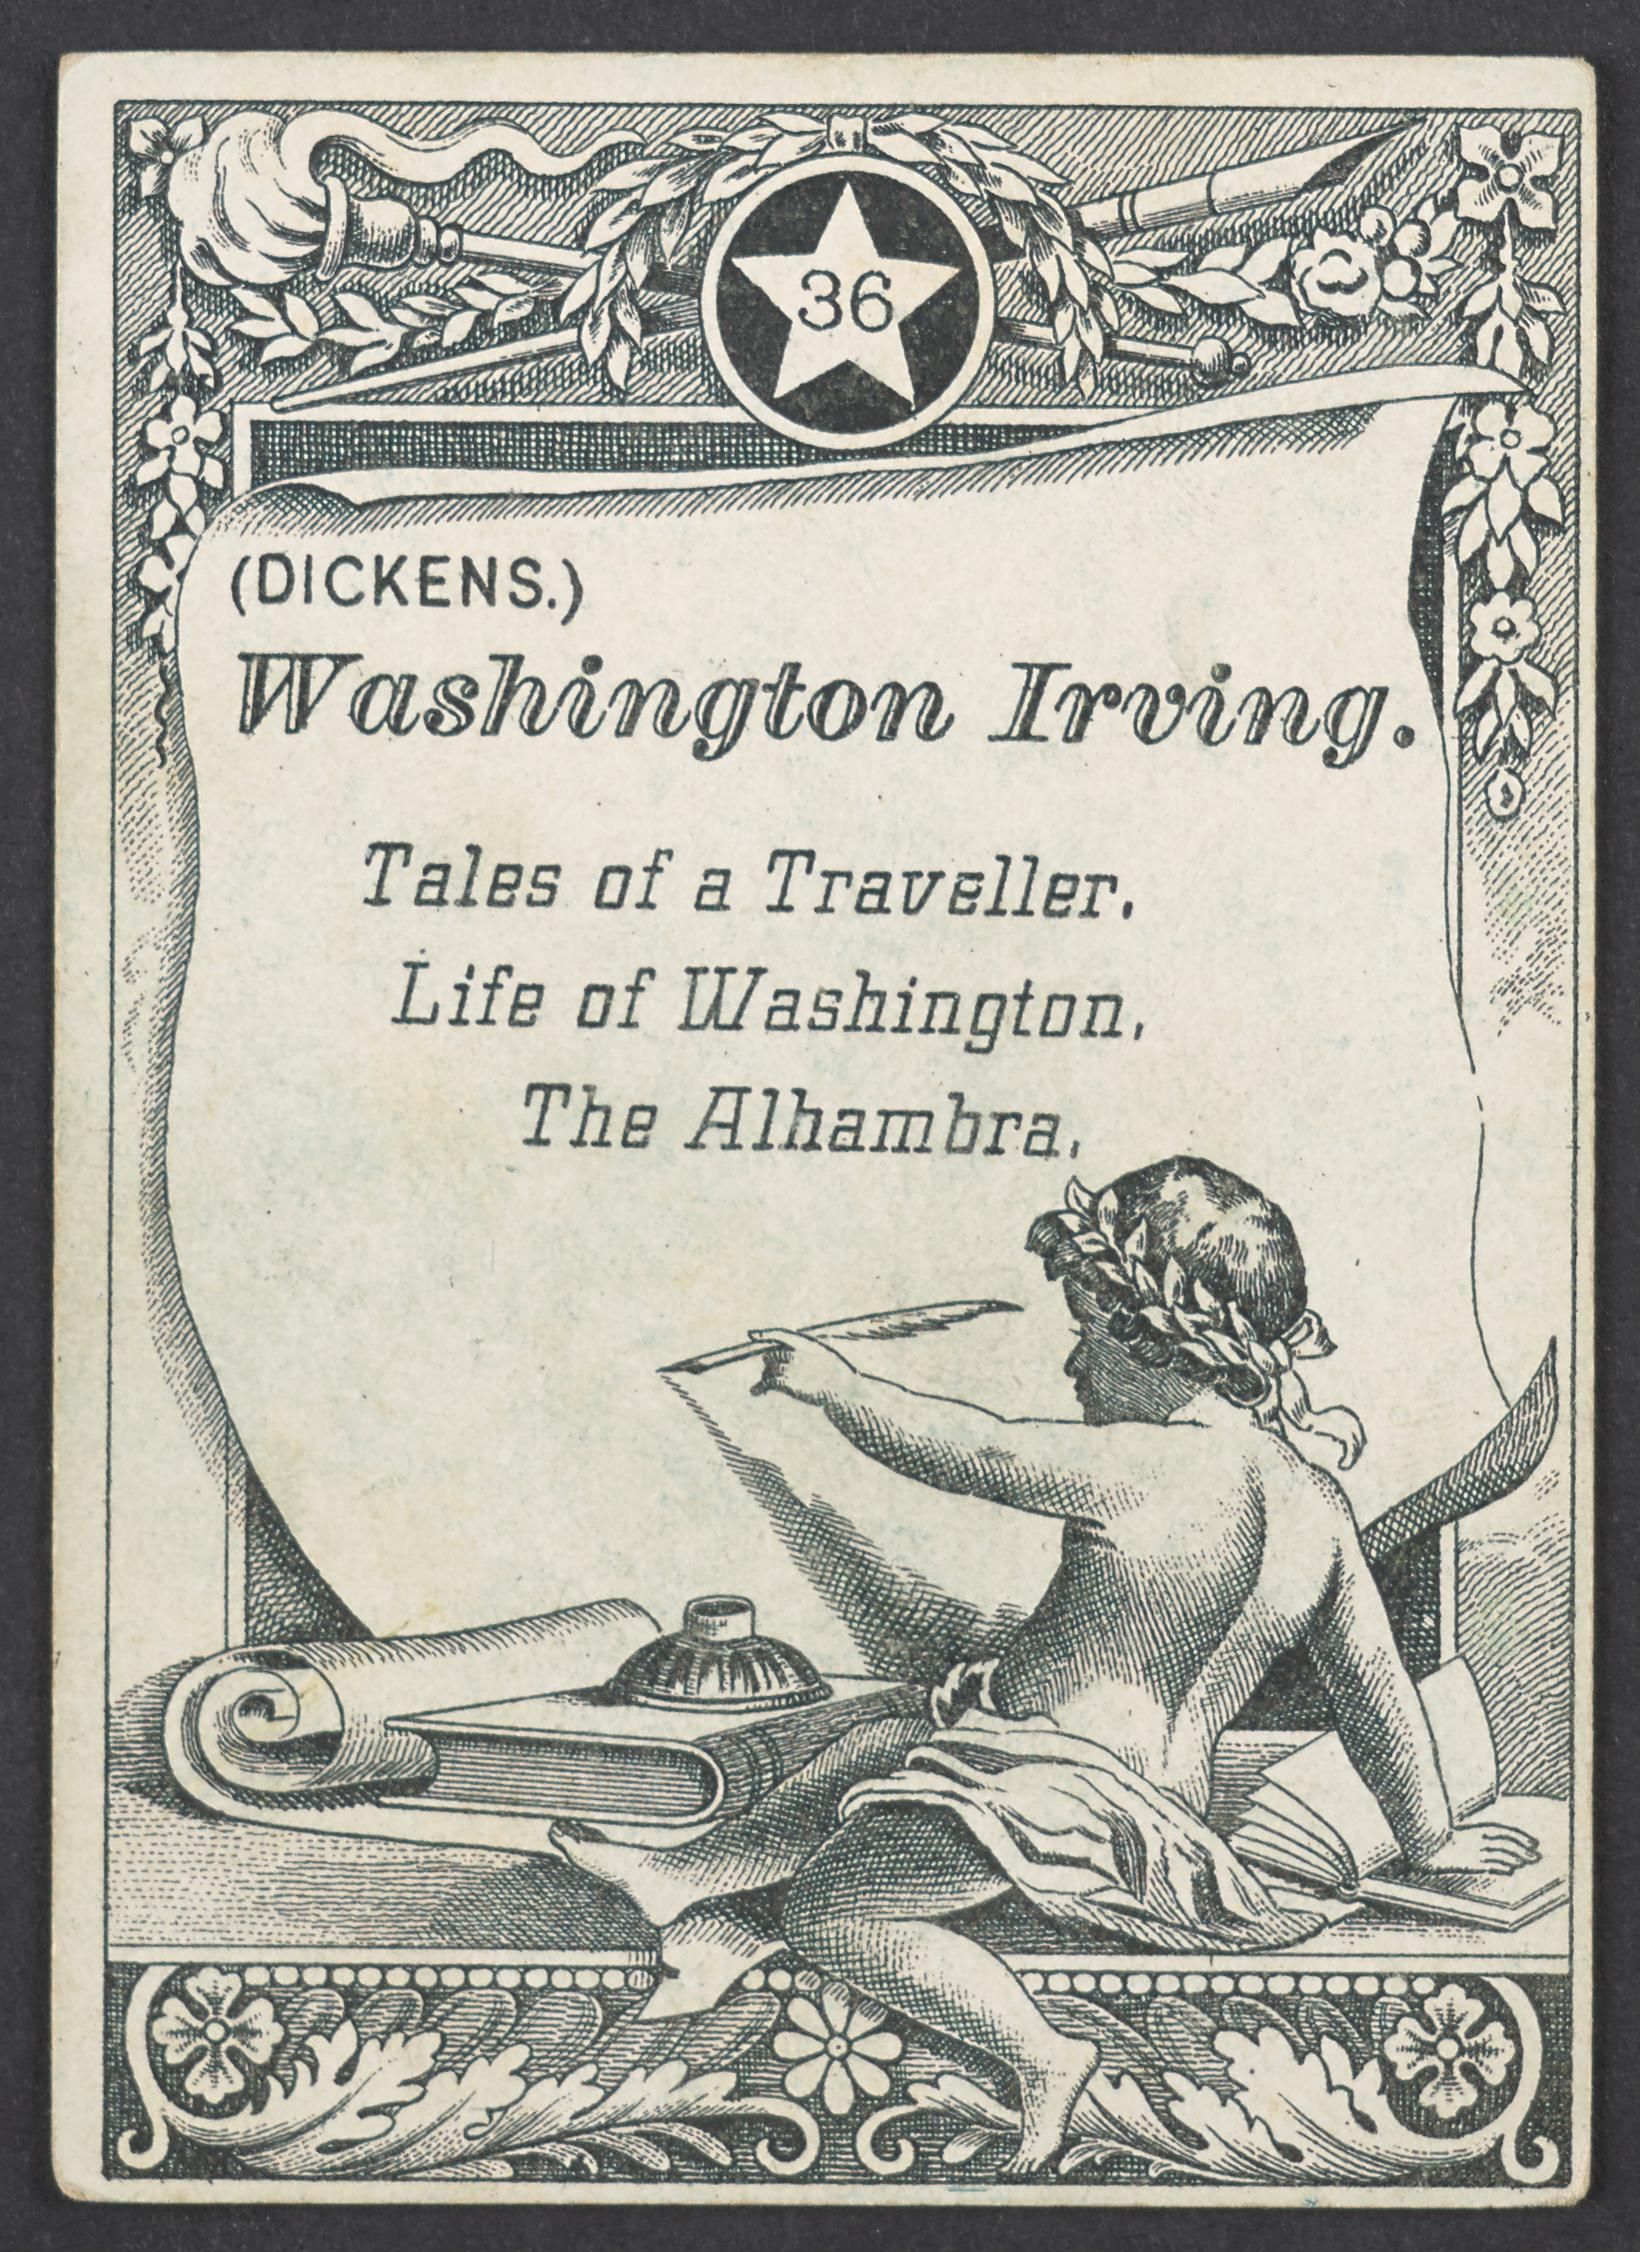 36
(DICKENS.)
Washington Irving.
Tales of a Traveller.
Life of Washington.
The Alhambra.